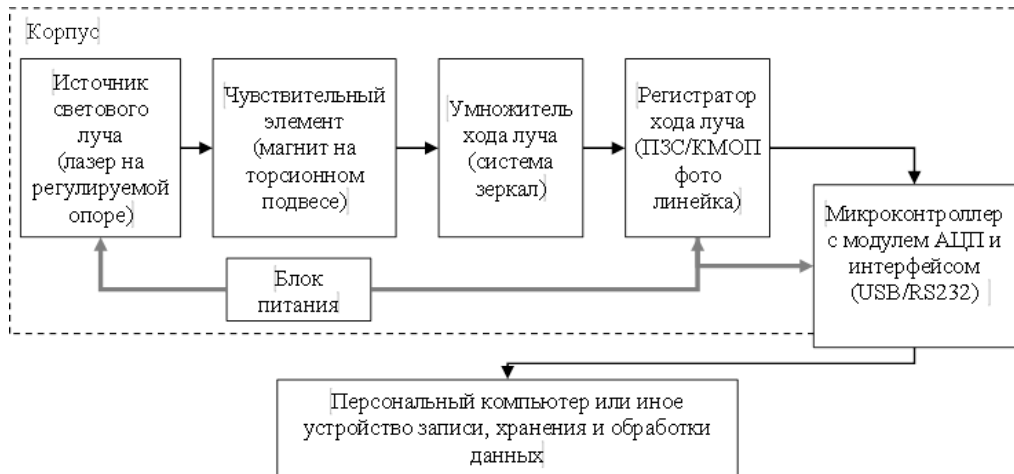 Корпус
Источник
светового
луча
(лазер на
регулируемой
опоре)
Чувствительный
элемент
(магнит на
торсионном
подвесе)
Умножитель
хода луча
(система
зеркал)
Регистратор
хода луча
(ПЗС/КМОП
фото
линейка)
Микроконтроллер
с модулем АЦП и
интерфейсом
(USB/RS232)
Блок
питания
Персональный компьютер или иное
устройство записи, хранения и обработки
данных